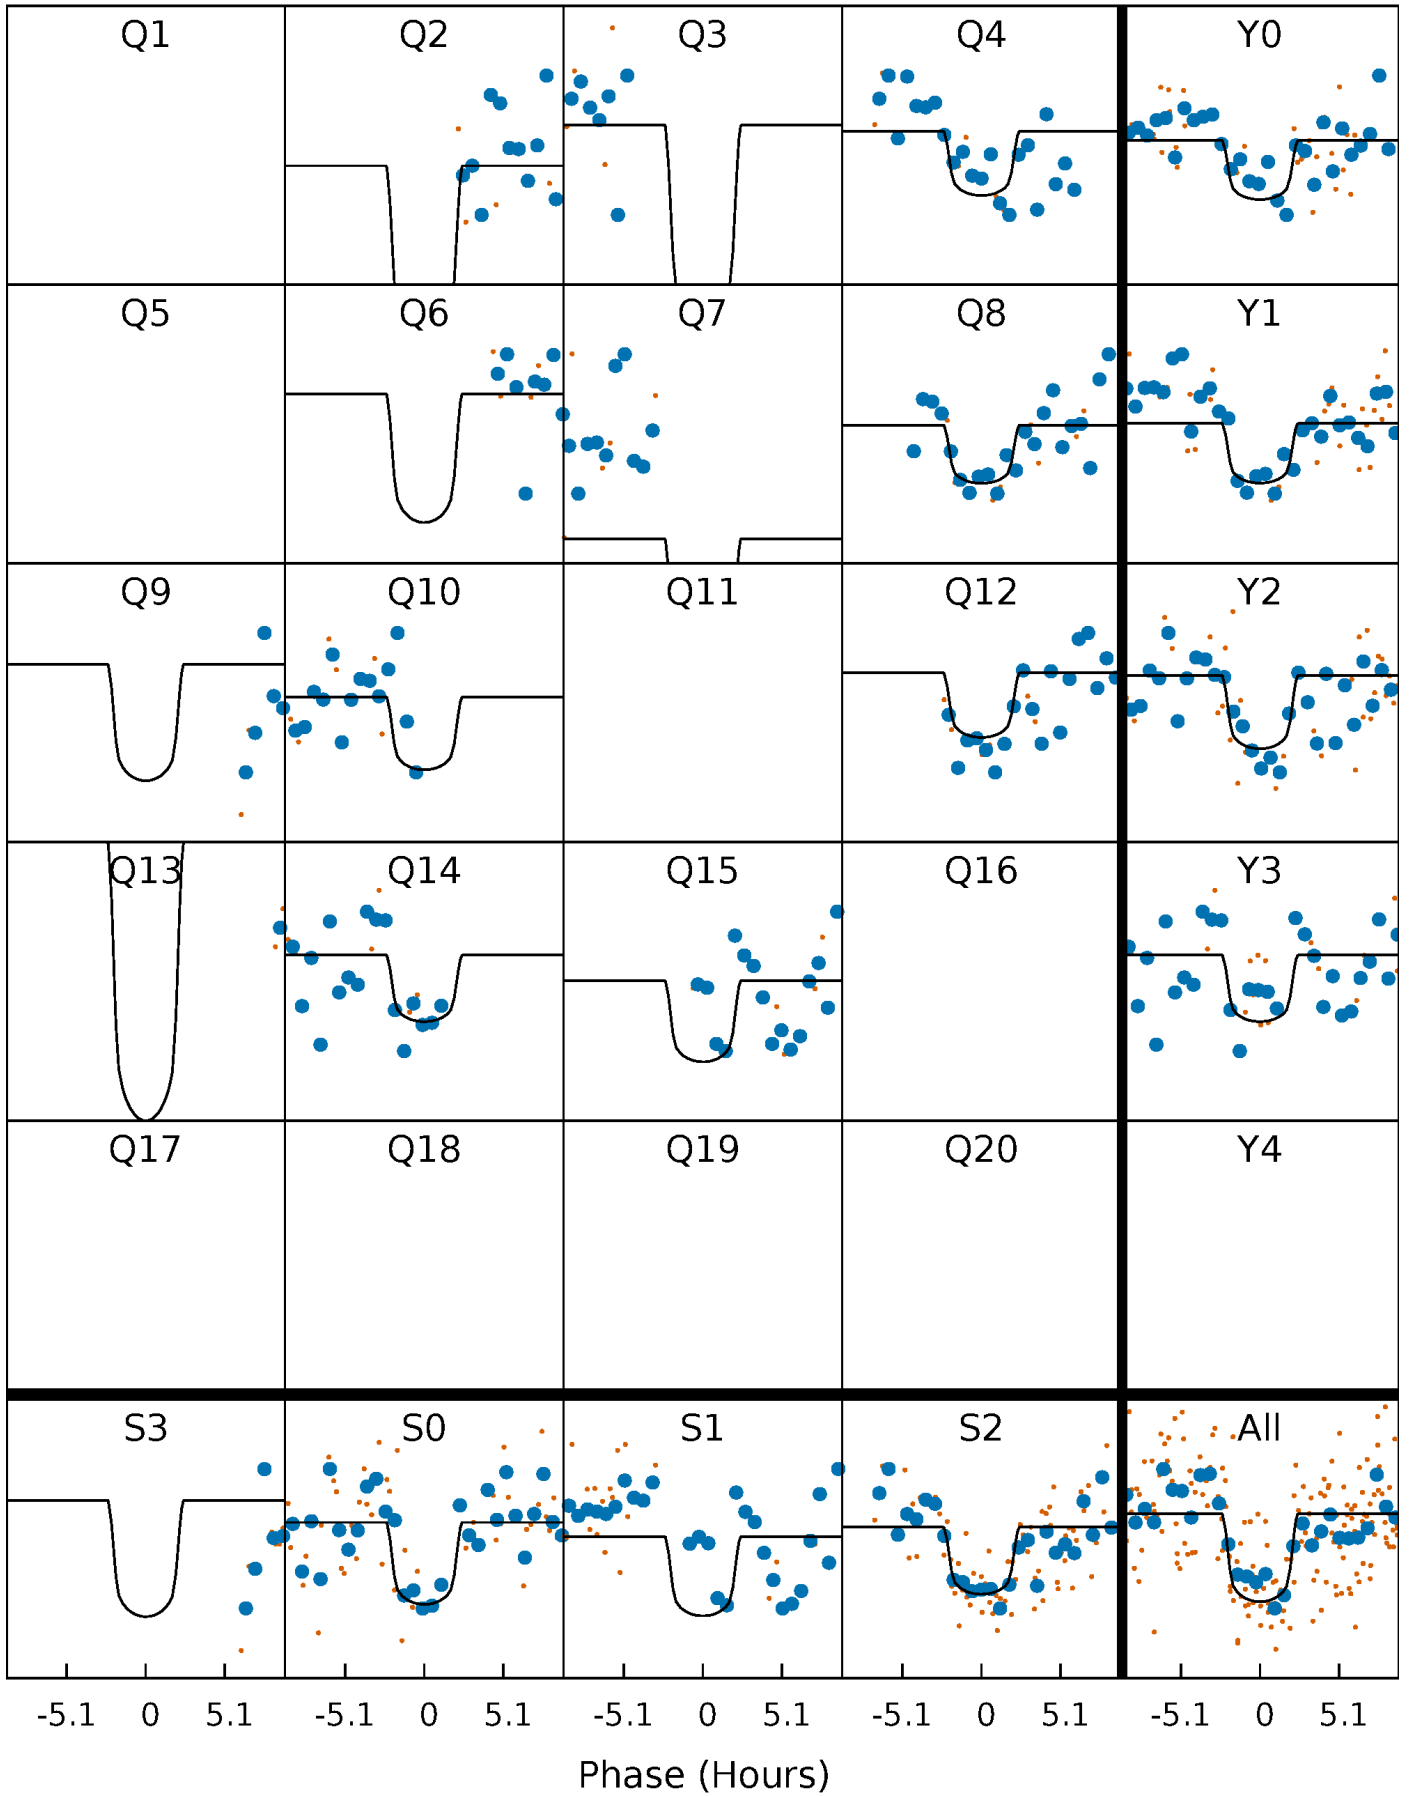 Q1 Q2 Q3 Q4 Y0
Q5 Q6 Q7 Q8 Y1
Q9 Q10 Q11 Q12 Y2
Q13 Q14 Q15 Q16 Y3
Q17 Q18 Q19 Q20 Y4
S3 S0 S1 S2 All
-5.1 0 5.1 -5.1 0 5.1 -5.1 0 5.1 -5.1 0 5.1 -5.1 0 5.1
Phase (Hours)